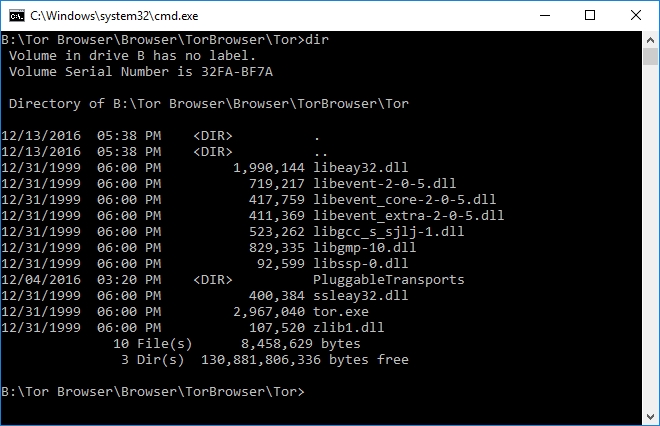 C:\Windows\system32\cmd.exe
B:\Tor Browser\Browser\TorBrowser\Tor>dir
 Volume in drive B has no label.
 Volume Serial Number is 32FA-BF7A

 Directory of B:\Tor Browser\Browser\TorBrowser\Tor

12/13/2016  05:38 PM    <DIR>          .
12/13/2016  05:38 PM    <DIR>          ..
12/31/1999  06:00 PM         1,990,144 libeay32.dll
12/31/1999  06:00 PM           719,217 libevent-2-0-5.dll
12/31/1999  06:00 PM           417,759 libevent_core-2-0-5.dll
12/31/1999  06:00 PM           411,369 libevent_extra-2-0-5.dll
12/31/1999  06:00 PM           523,262 libgcc_s_sjlj-1.dll
12/31/1999  06:00 PM           829,335 libgmp-10.dll
12/31/1999  06:00 PM            92,599 libssp-0.dll
12/04/2016  03:20 PM    <DIR>          PluggableTransports
12/31/1999  06:00 PM           400,384 ssleay32.dll
12/31/1999  06:00 PM         2,967,040 tor.exe
12/31/1999  06:00 PM           107,520 zlib1.dll
              10 File(s)      8,458,629 bytes
               3 Dir(s)  130,881,806,336 bytes free

B:\Tor Browser\Browser\TorBrowser\Tor>